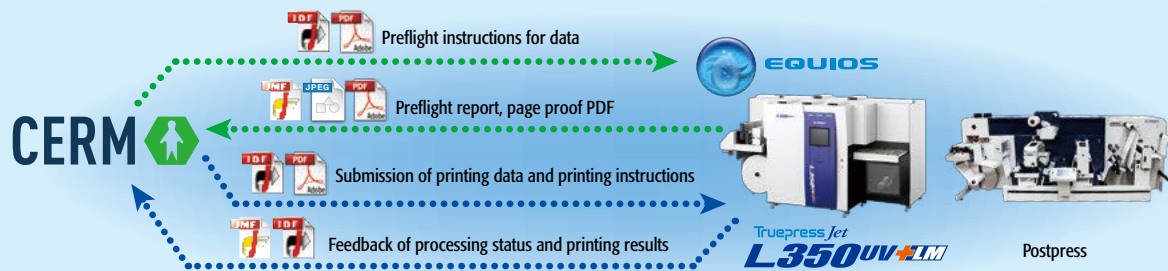 JDF PDF Adobe Preflight instructions for data
EQUIOS
JMF JPEG PDF Adobe Preflight report, page proof PDF
CERM
JDF PDF Adobe Submission of printing data and printing instructions
JMF JDF Feedback of processing status and printing results
Truepress Jet
L350UV+LM
Postpress